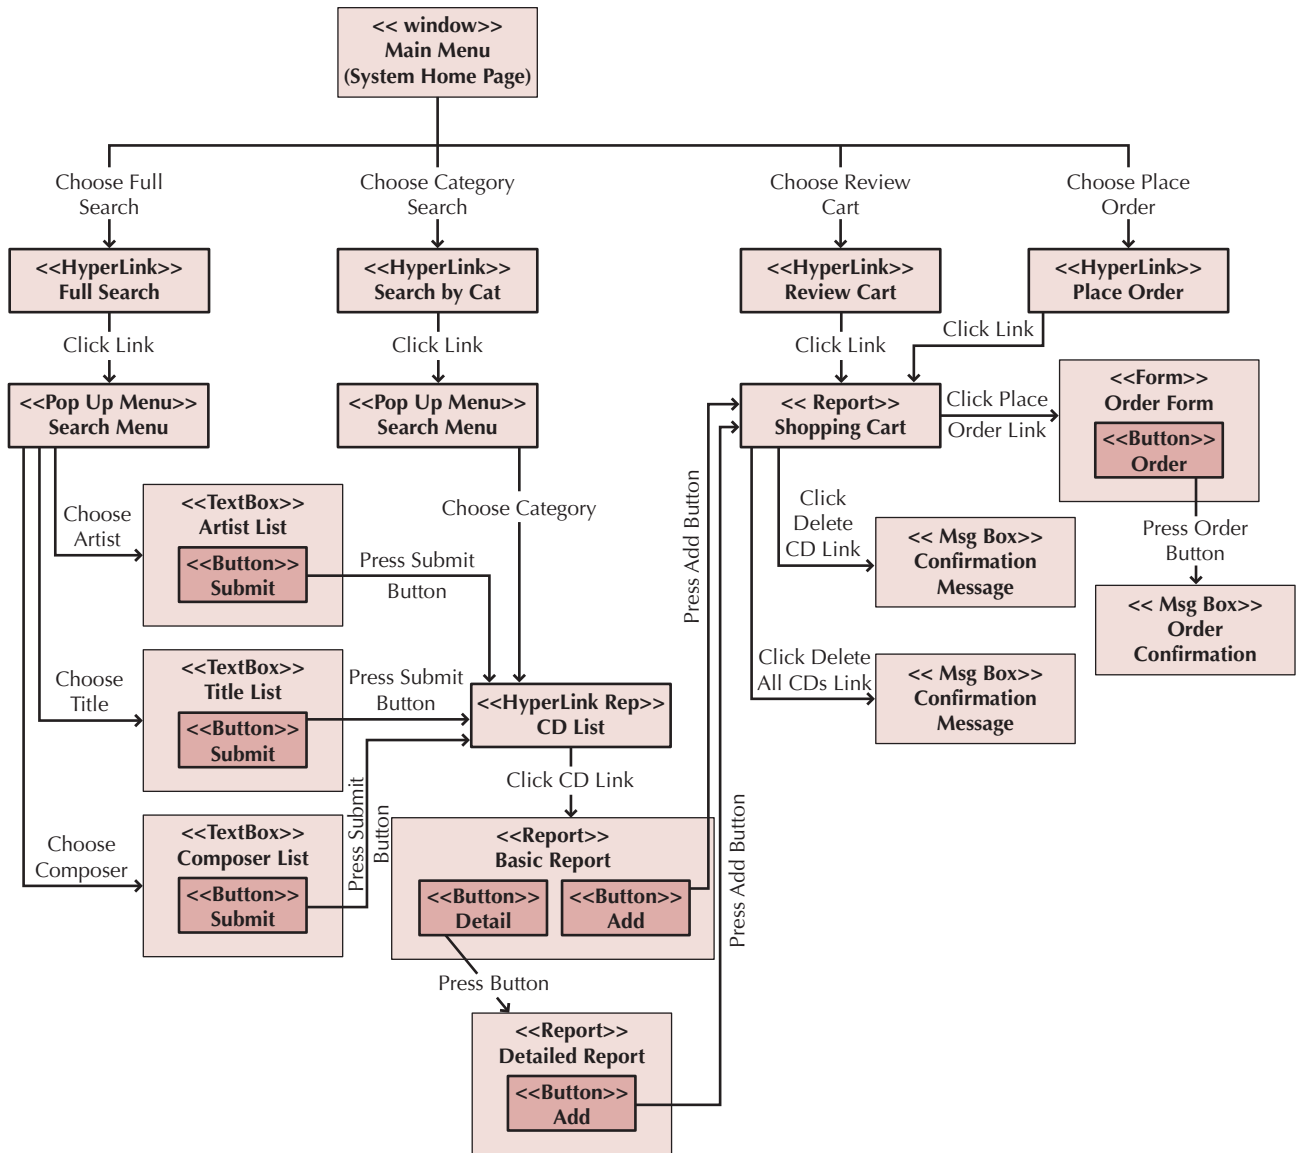 << window>>
Main Menu
(System Home Page)
Choose Full
Search
Choose Category
Search
Choose Review
Cart
Choose Place
Order
<<HyperLink>>
Full Search
<<HyperLink>>
Search by Cat
<<HyperLink>>
Review Cart
<<HyperLink>>
Place Order
Click Link
Click Link
Click Link
Click Link
<<Pop Up Menu>>
Search Menu
<<Pop Up Menu>>
Search Menu
<< Report>>
Shopping Cart
Click Place
Order Link
<<Form>>
Order Form
<<Button>>
Order
Choose
Artist
<<TextBox>>
Artist List
<<Button>>
Submit
Press Submit
Button
Choose Category
Press Add Button
Click
Delete
CD Link
<< Msg Box>>
Confirmation
Message
Press Order
Button
<< Msg Box>>
Order
Confirmation
Choose
Title
<<TextBox>>
Title List
<<Button>>
Submit
Press Submit
Button
<<HyperLink Rep>>
CD List
Click Delete
All CDs Link
<< Msg Box>>
Confirmation
Message
Click CD Link
Choose
Composer
<<TextBox>>
Composer List
<<Button>>
Submit
Press Submit
Button
<<Report>>
Basic Report
<<Button>>
Detail
<<Button>>
Add
Press Add Button
Press Button
<<Report>>
Detailed Report
<<Button>>
Add